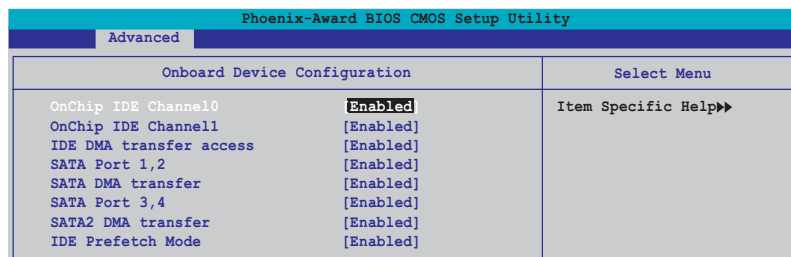 Phoenix-Award BIOS CMOS Setup Utility
Advanced
Onboard Device Configuration
Select Menu
OnChip IDE Channel0 [Enabled]
Item Specific Help▶▶
OnChip IDE Channel1 [Enabled]
IDE DMA transfer access [Enabled]
SATA Port 1,2 [Enabled]
SATA DMA transfer [Enabled]
SATA Port 3,4 [Enabled]
SATA2 DMA transfer [Enabled]
IDE Prefetch Mode [Enabled]